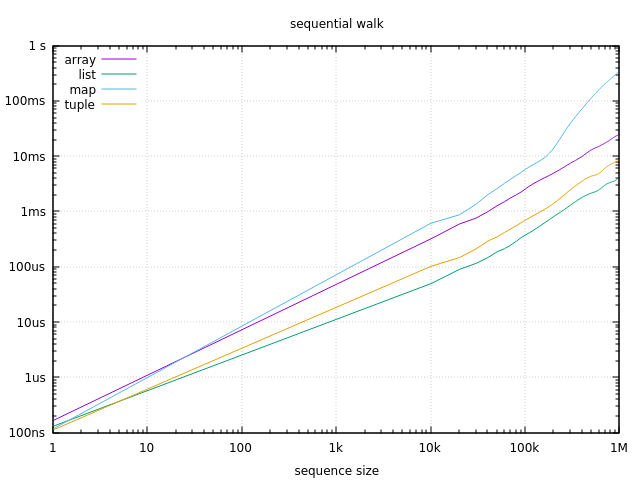 sequential walk
1 s
100ms
10ms
1ms
100us
10us
1us
100ns
array
list
map
tuple
1
10
100
1k
10k
100k
1M
sequence size